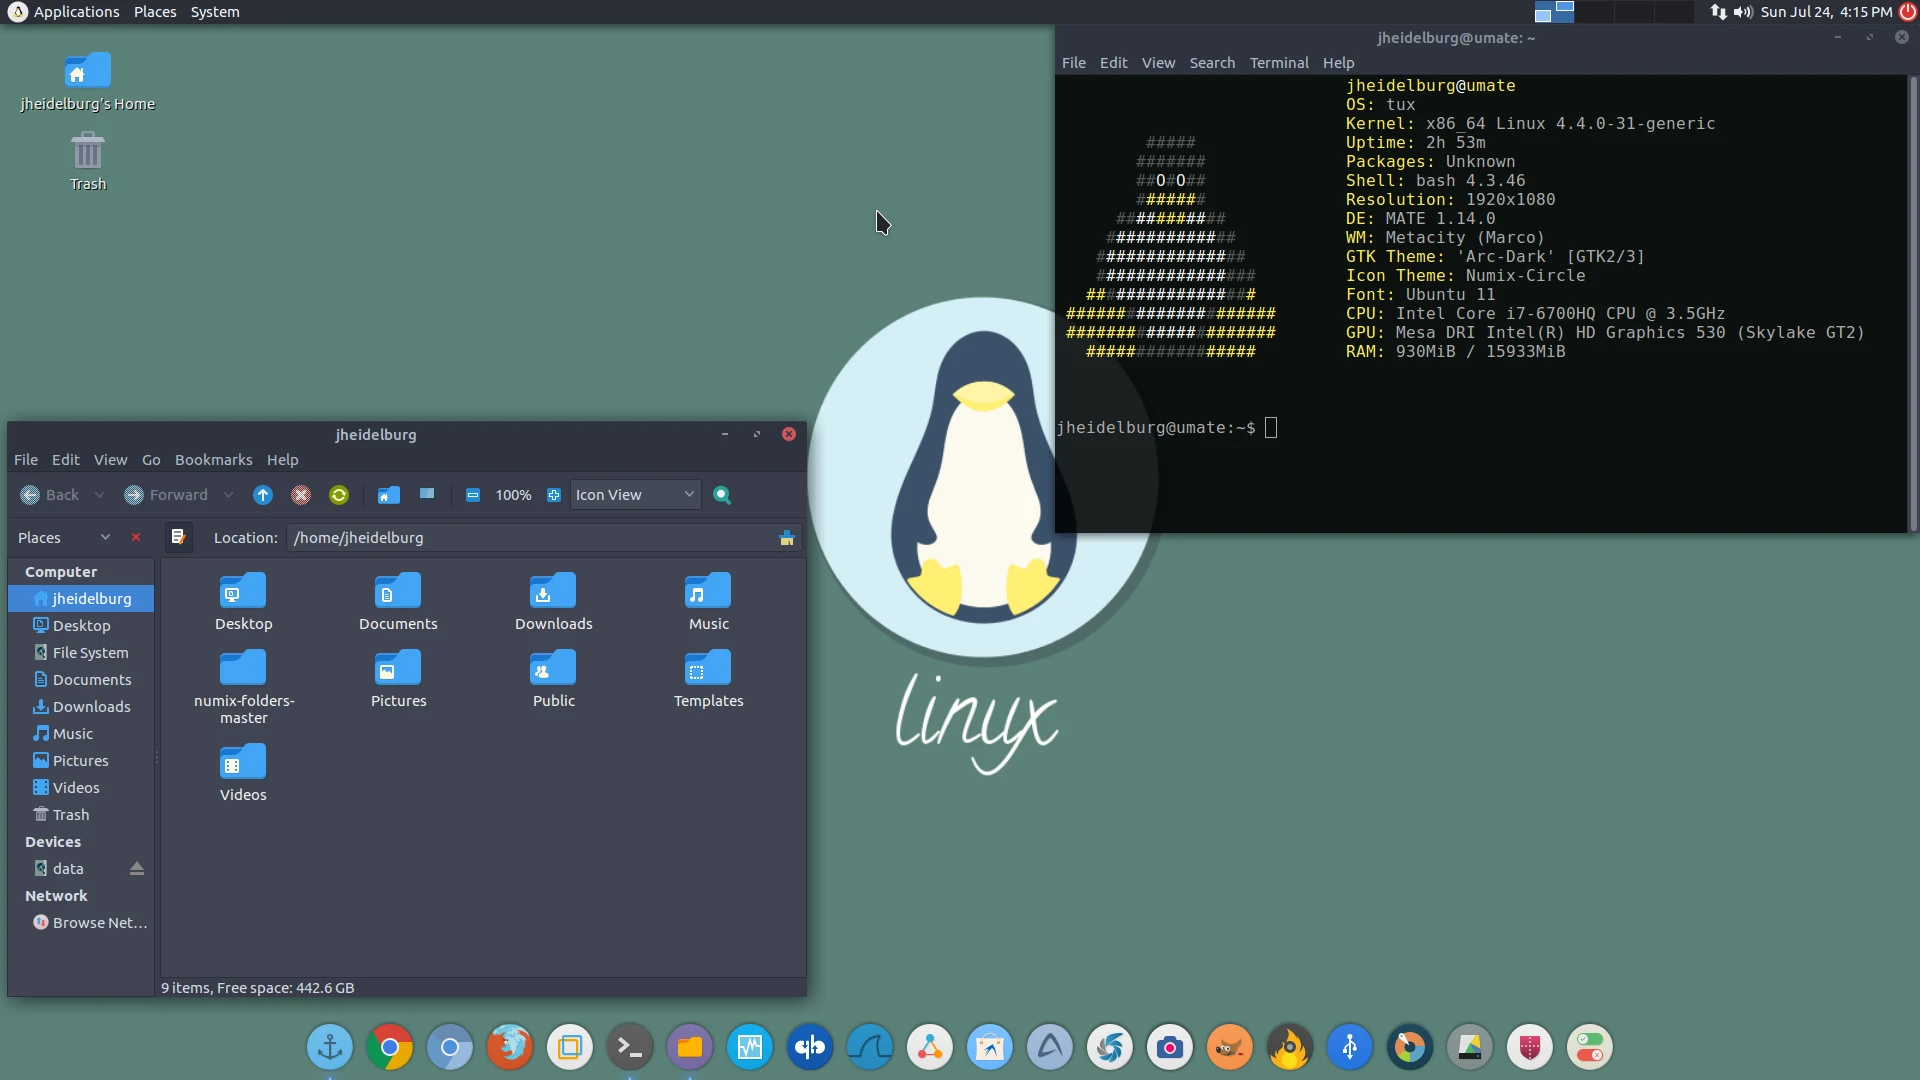 Applications Places System
Sun Jul 24, 4:15 PM
jheidelburg's Home
Trash
jheidelburg@umate: ~
File Edit View Search Terminal Help
jheidelburg@umate
OS: tux
Kernel: x86_64 Linux 4.4.0-31-generic
##### Uptime: 2h 53m
####### Packages: Unknown
##O#O## Shell: bash 4.3.46
####### Resolution: 1920x1080
########### DE: MATE 1.14.0
############# WM: Metacity (Marco)
############### GTK Theme: 'Arc-Dark' [GTK2/3]
################ Icon Theme: Numix-Circle
################# Font: Ubuntu 11
##################### CPU: Intel Core i7-6700HQ CPU @ 3.5GHz
##################### GPU: Mesa DRI Intel(R) HD Graphics 530 (Skylake GT2)
################# RAM: 930MiB / 15933MiB
jheidelburg@umate:~$
linux
jheidelburg
File Edit View Go Bookmarks Help
Back Forward 100% Icon View
Places Location: /home/jheidelburg
Computer
jheidelburg
Desktop
File System
Documents
Downloads
Music
Pictures
Videos
Trash
Devices
data
Network
Browse Net...
Desktop Documents Downloads Music
numix-folders-
master
Pictures Public Templates
Videos
9 items, Free space: 442.6 GB